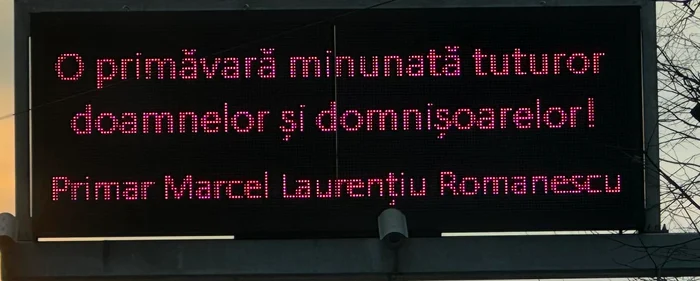 O primăvară minunată tuturor
doamnelor și domnișoarelor!
Primar Marcel Laurențiu Romanescu